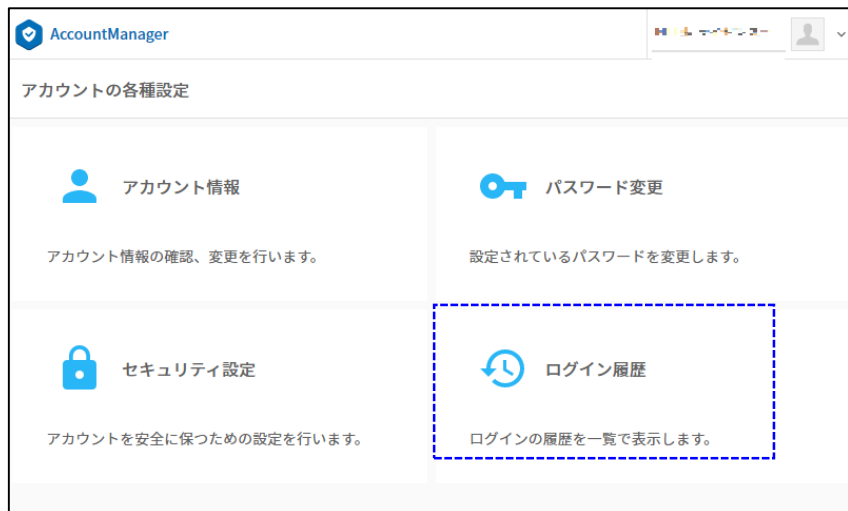 AccountManager
アカウントの各種設定
アカウント情報
アカウント情報の確認、変更を行います。
パスワード変更
設定されているパスワードを変更します。
セキュリティ設定
アカウントを安全に保つための設定を行います。
ログイン履歴
ログインの履歴を一覧で表示します。